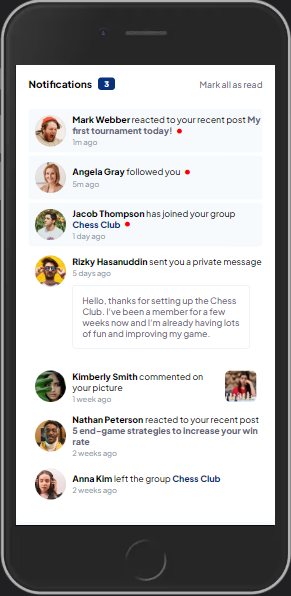 Notifications 3 Mark all as read
Mark Webber reacted to your recent post My
first tournament today!
1m ago
Angela Gray followed you
5m ago
Jacob Thompson has joined your group
Chess Club
1 day ago
Rizky Hasanuddin sent you a private message
5 days ago
Hello, thanks for setting up the Chess
Club. I've been a member for a few
weeks now and I'm already having lots
of fun and improving my game.
Kimberly Smith commented on
your picture
1 week ago
Nathan Peterson reacted to your recent post
5 end-game strategies to increase your win
rate
2 weeks ago
Anna Kim left the group Chess Club
2 weeks ago